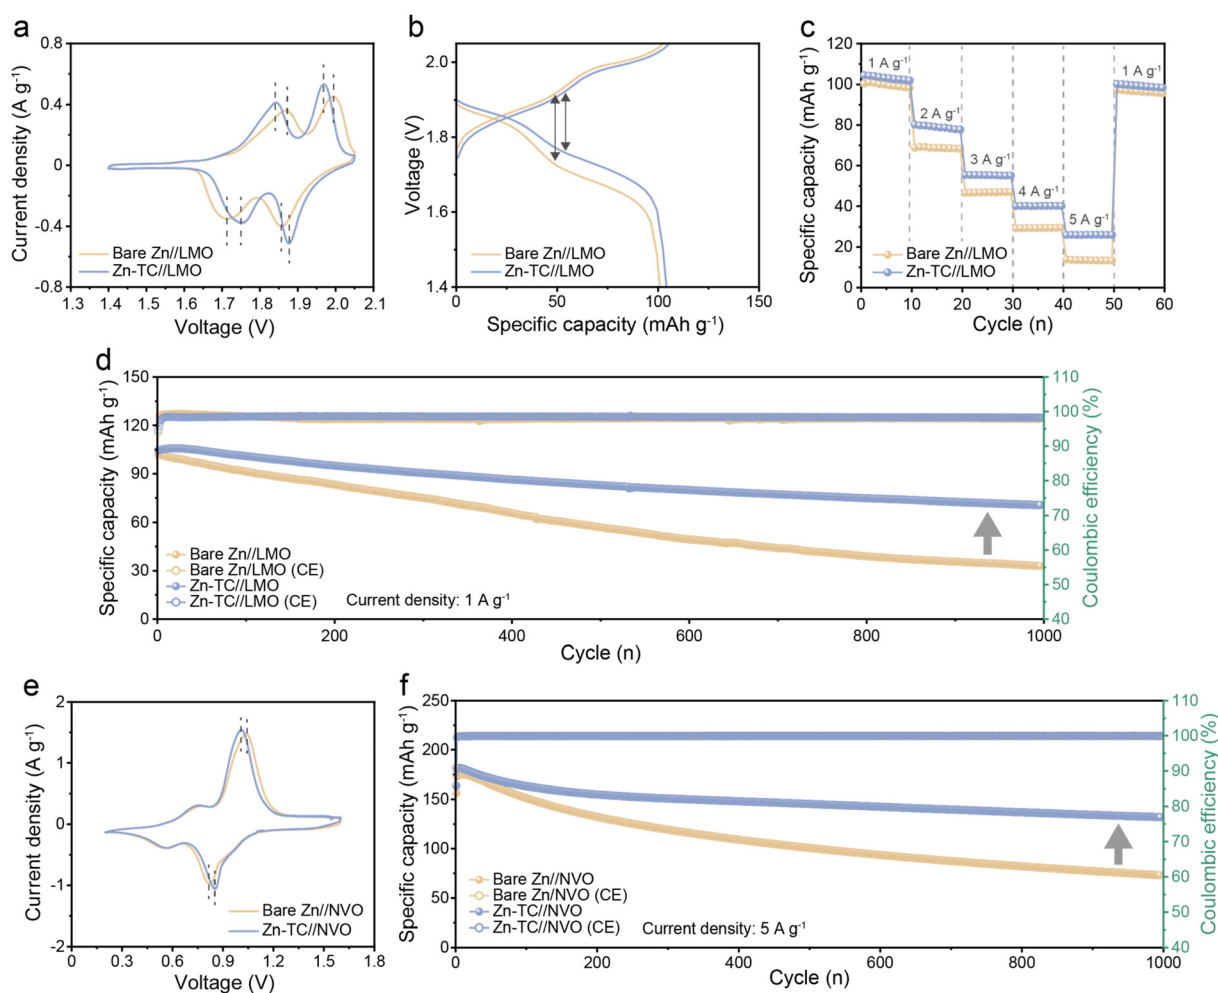 a
Current density (A g⁻¹)
0.8
0.4
0
-0.4
-0.8
Bare Zn//LMO
Zn-TC//LMO
1.3 1.4 1.5 1.6 1.7 1.8 1.9 2.0 2.1
Voltage (V)
b
Voltage (V)
2.0
1.8
1.6
1.4
Bare Zn//LMO
Zn-TC//LMO
0 50 100 150
Specific capacity (mAh g⁻¹)
c
Specific capacity (mAh g⁻¹)
120
100
80
60
40
20
0
1 A g⁻¹
2 A g⁻¹
3 A g⁻¹
4 A g⁻¹
5 A g⁻¹
1 A g⁻¹
Bare Zn//LMO
Zn-TC//LMO
0 10 20 30 40 50 60
Cycle (n)
d
Specific capacity (mAh g⁻¹)
150
120
90
60
30
0
Bare Zn//LMO
Bare Zn/LMO (CE)
Zn-TC//LMO
Zn-TC//LMO (CE)
Current density: 1 A g⁻¹
0 200 400 600 800 1000
Cycle (n)
110
100
90
80
70
60
50
40
Coulombic efficiency (%)
e
Current density (A g⁻¹)
2
1
0
-1
-2
Bare Zn//NVO
Zn-TC//NVO
0 0.3 0.6 0.9 1.2 1.5 1.8
Voltage (V)
f
Specific capacity (mAh g⁻¹)
250
200
150
100
75
50
25
0
Bare Zn//NVO
Bare Zn/NVO (CE)
Zn-TC//NVO
Zn-TC//NVO (CE)
Current density: 5 A g⁻¹
0 200 400 600 800 1000
Cycle (n)
110
100
90
80
70
60
50
40
Coulombic efficiency (%)